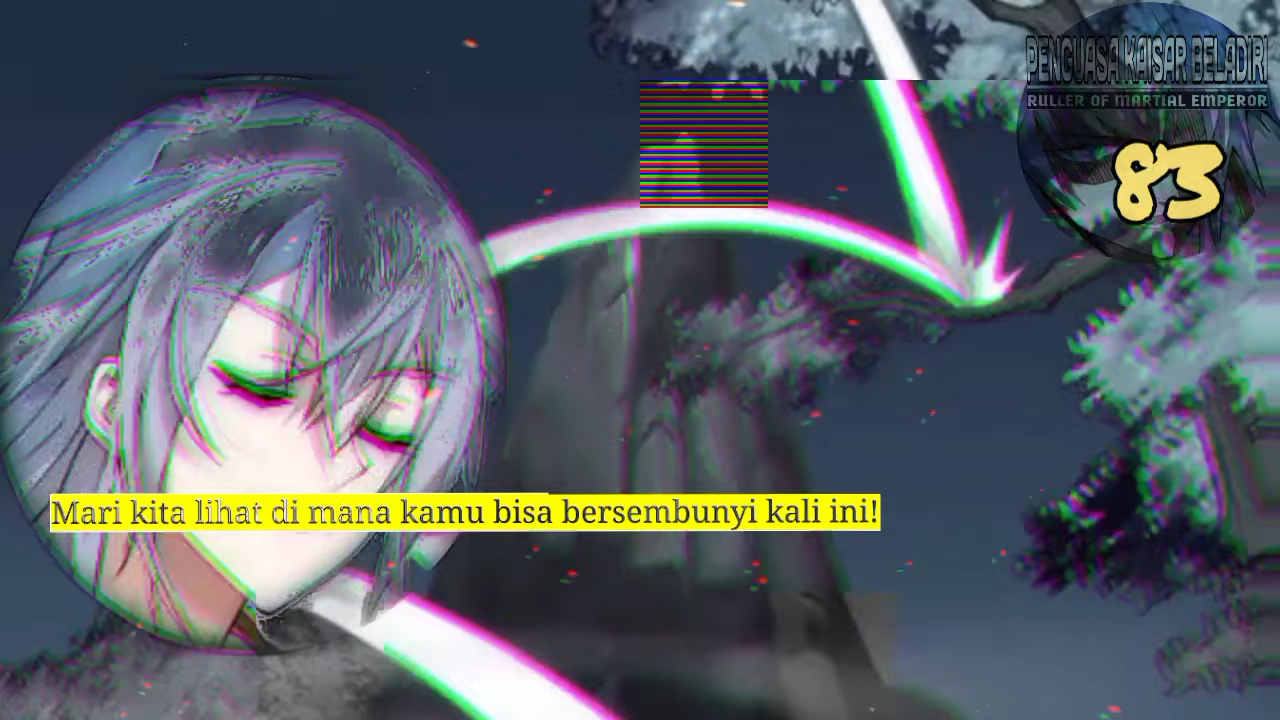 PENGUASA KAISAR BELADIRI
RULLER OF MARTIAL EMPEROR
83
Mari kita lihat di mana kamu bisa bersembunyi kali ini!